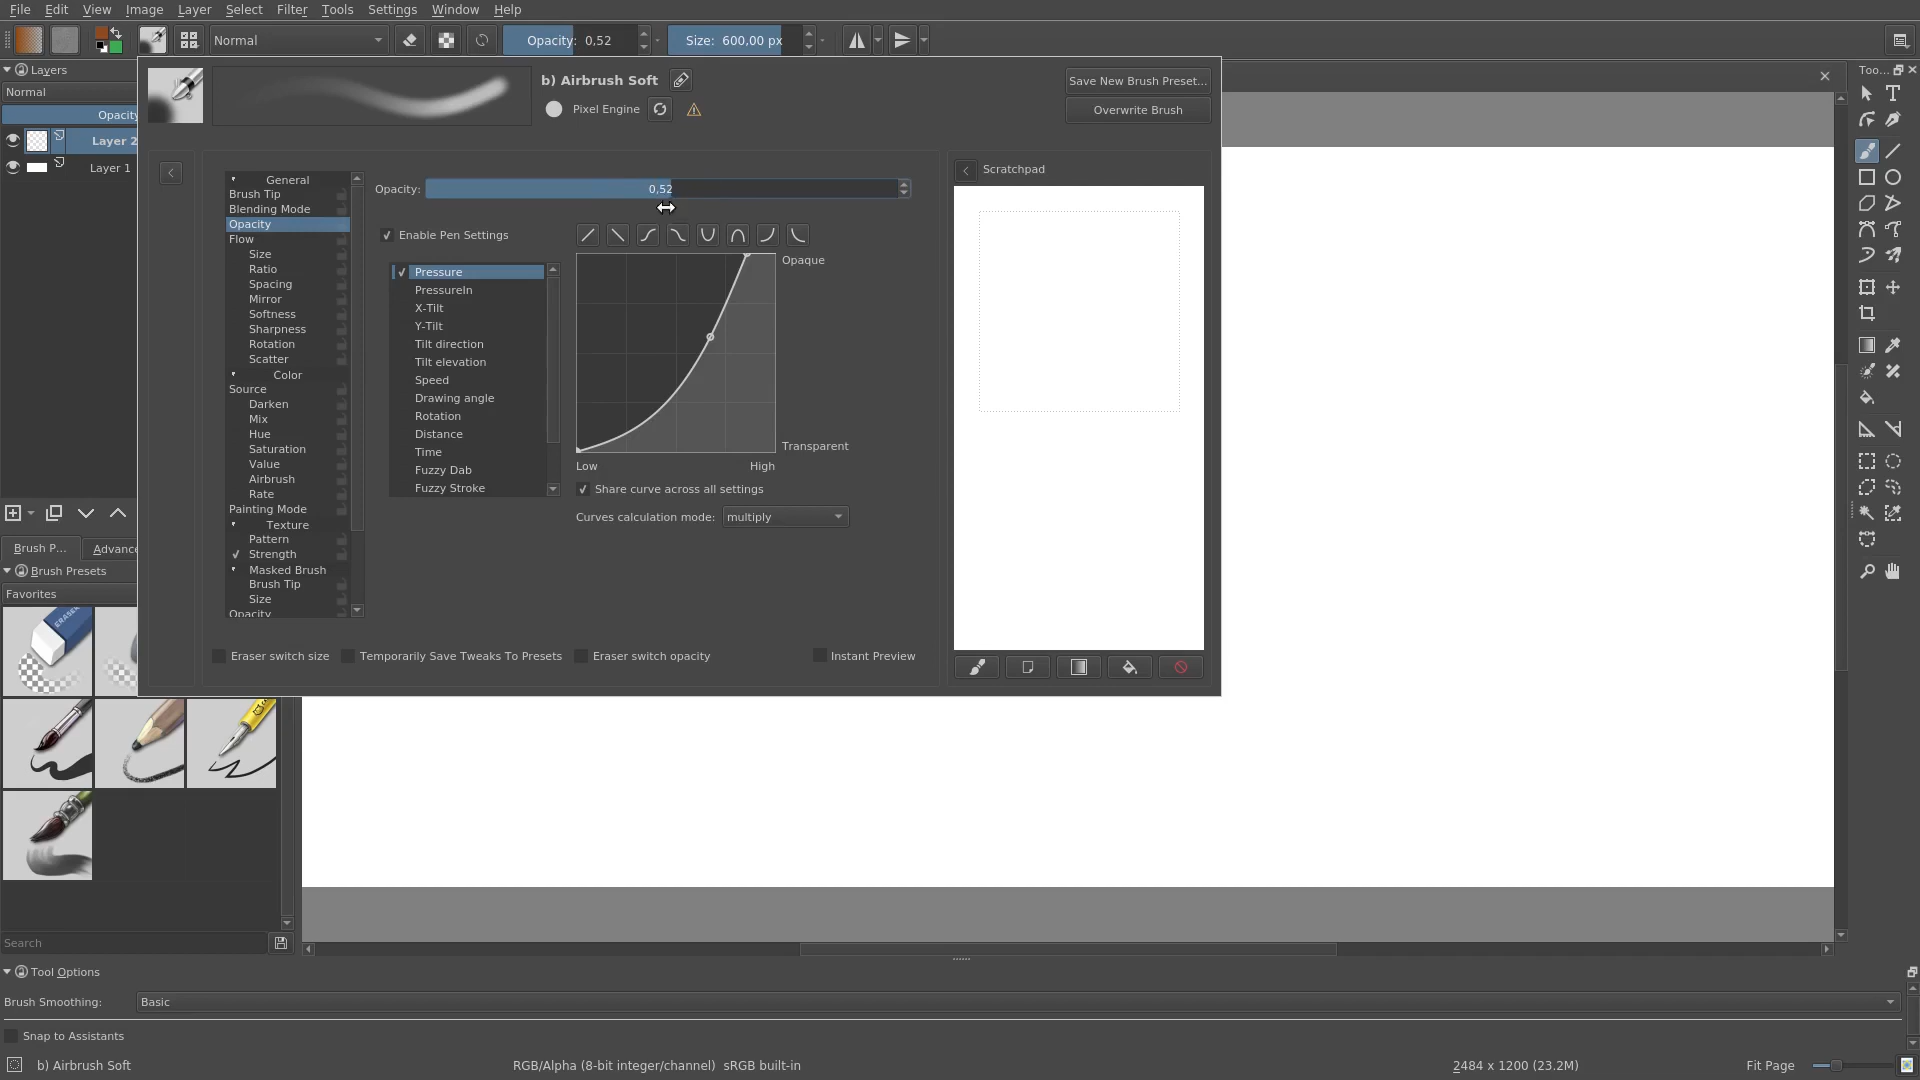 File Edit View Image Layer Select Filter Tools Settings Window Help
Normal
Opacity: 0,52
Size: 600,00 px
Layers
Normal
Opacity
Layer 2
Layer 1
b) Airbrush Soft
Pixel Engine
Save New Brush Preset...
Overwrite Brush
General
Brush Tip
Blending Mode
Opacity
Flow
Size
Ratio
Spacing
Mirror
Softness
Sharpness
Rotation
Scatter
Color
Source
Darken
Mix
Hue
Saturation
Value
Airbrush
Rate
Painting Mode
Texture
Pattern
Strength
Masked Brush
Brush Tip
Size
Opacity
Opacity: 0,52
Enable Pen Settings
Pressure
PressureIn
X-Tilt
Y-Tilt
Tilt direction
Tilt elevation
Speed
Drawing angle
Rotation
Distance
Time
Fuzzy Dab
Fuzzy Stroke
Opaque
Transparent
Low High
Share curve across all settings
Curves calculation mode: multiply
Eraser switch size
Temporarily Save Tweaks To Presets
Eraser switch opacity
Instant Preview
Scratchpad
Too...
Brush P...
Advance
Brush Presets
Favorites
ERASER
Search
Tool Options
Brush Smoothing: Basic
Snap to Assistants
b) Airbrush Soft
RGB/Alpha (8-bit integer/channel) sRGB built-in
2484 x 1200 (23.2M)
Fit Page